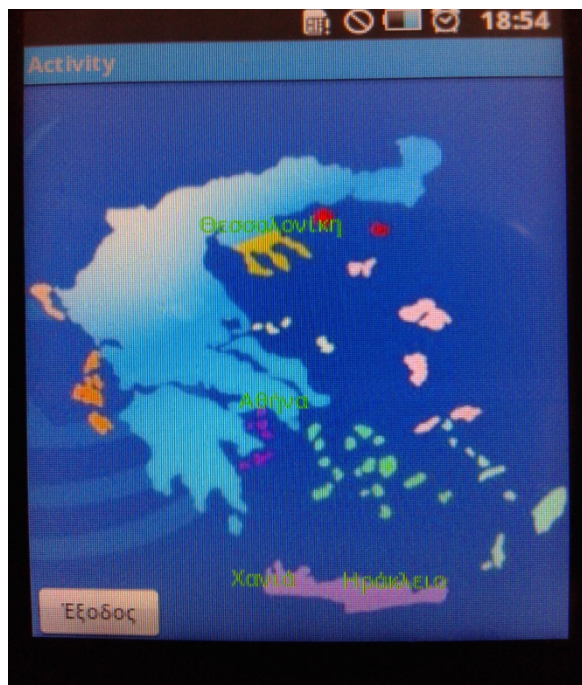 18:54
Activity
Θεσσαλονίκη
Αθήνα
Χανιά Ηράκλειο
Έξοδος